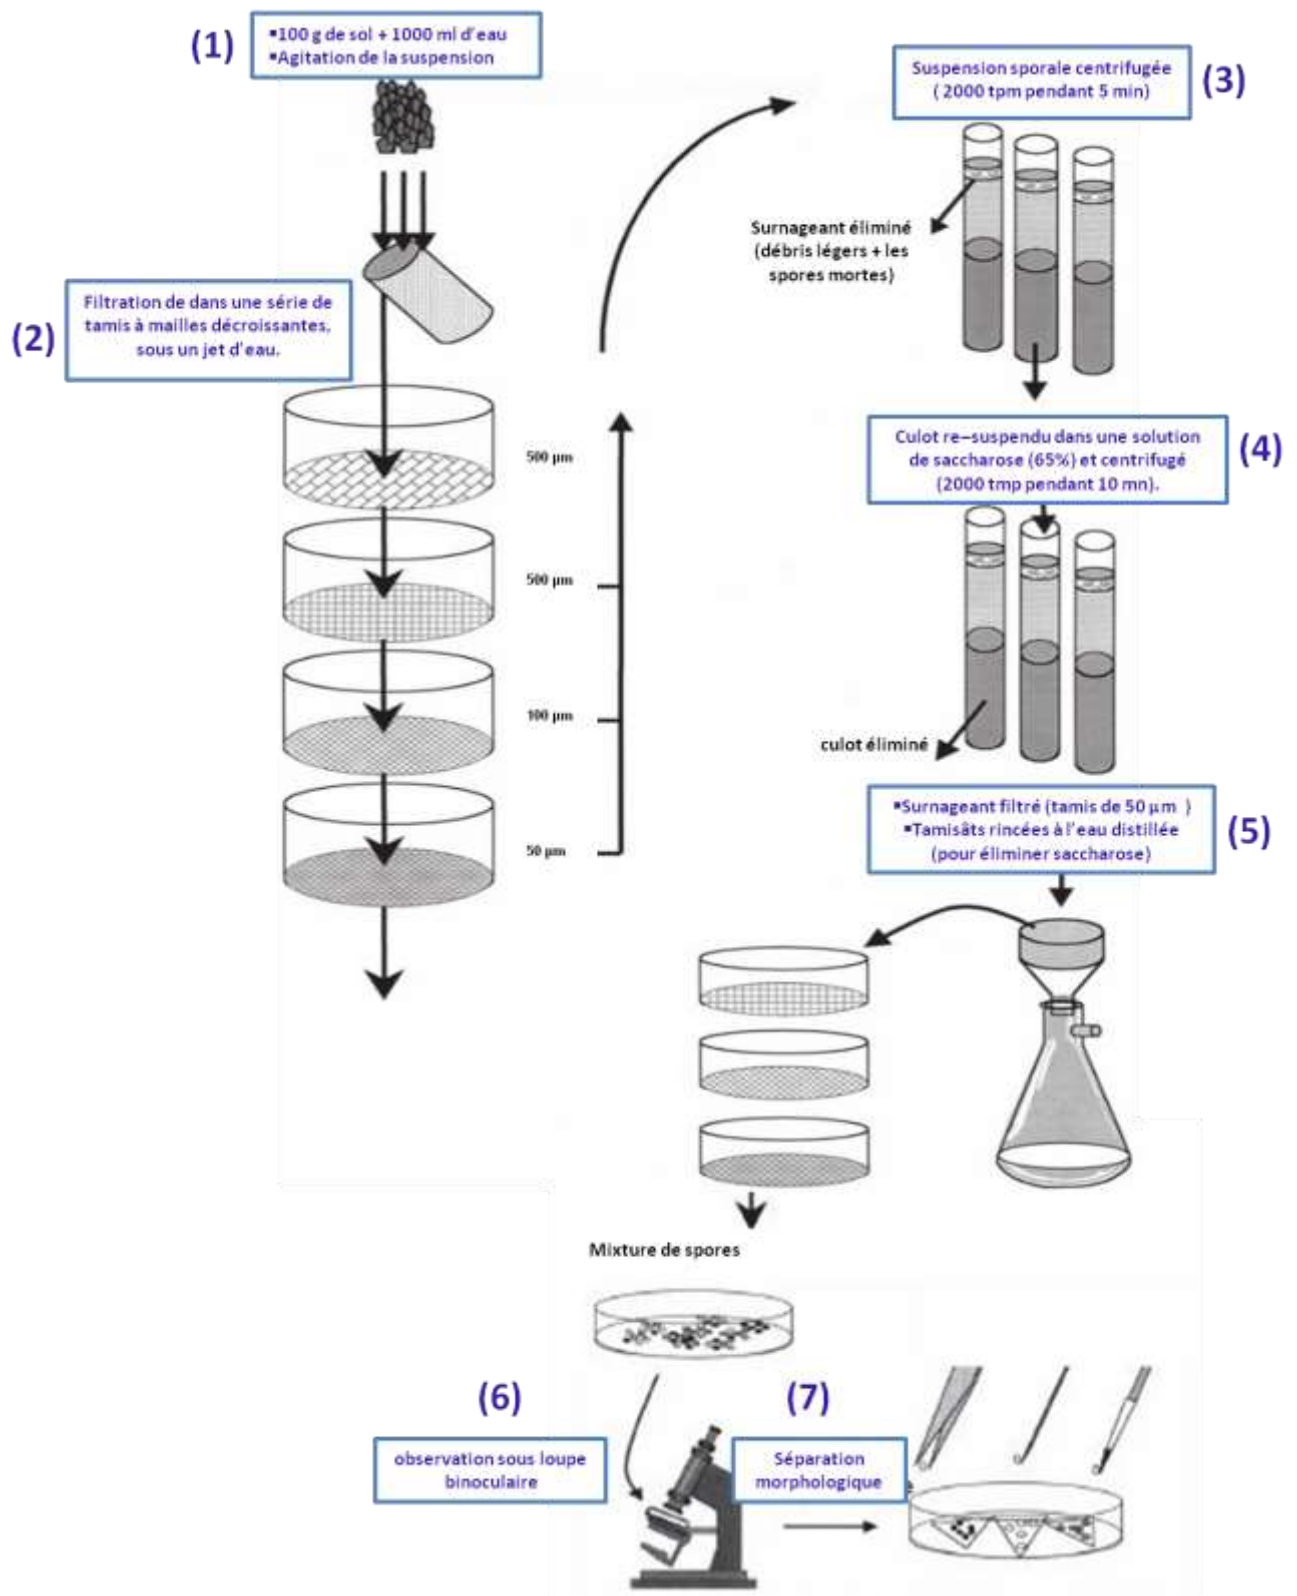 (1)
▪100 g de sol + 1000 ml d'eau
▪Agitation de la suspension
(2)
Filtration de dans une série de
tamis à mailles décroissantes,
sous un jet d'eau.
500 µm
500 µm
100 µm
50 µm
(3)
Suspension sporale centrifugée
( 2000 tpm pendant 5 min)
Surnageant éliminé
(débris légers + les
spores mortes)
(4)
Culot re–suspendu dans une solution
de saccharose (65%) et centrifugé
(2000 tmp pendant 10 mn).
culot éliminé
(5)
▪Surnageant filtré (tamis de 50 µm )
▪Tamisâts rincées à l'eau distillée
(pour éliminer saccharose)
Mixture de spores
(6)
observation sous loupe
binoculaire
(7)
Séparation
morphologique